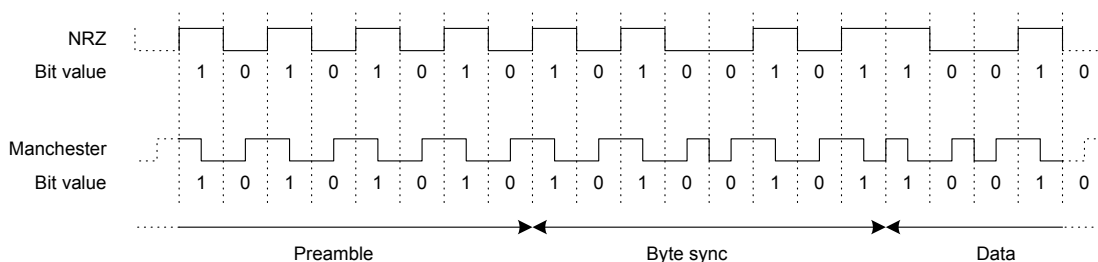 NRZ
Bit value 1 0 1 0 1 0 1 0 1 0 1 0 0 1 0 1 1 0 0 1 0
Manchester
Bit value 1 0 1 0 1 0 1 0 1 0 1 0 0 1 0 1 1 0 0 1 0
Preamble Byte sync Data